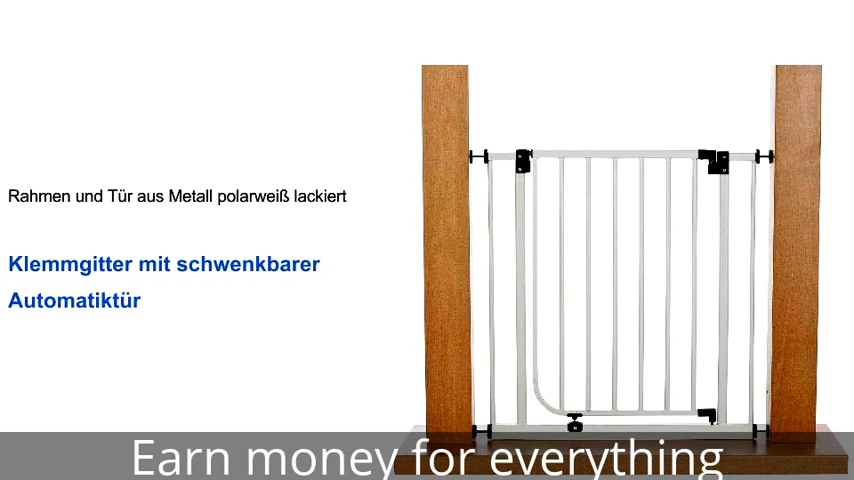 Rahmen und Tür aus Metall polarweiß lackiert
Klemmgitter mit schwenkbarer
Automatiktür
Earn money for everything